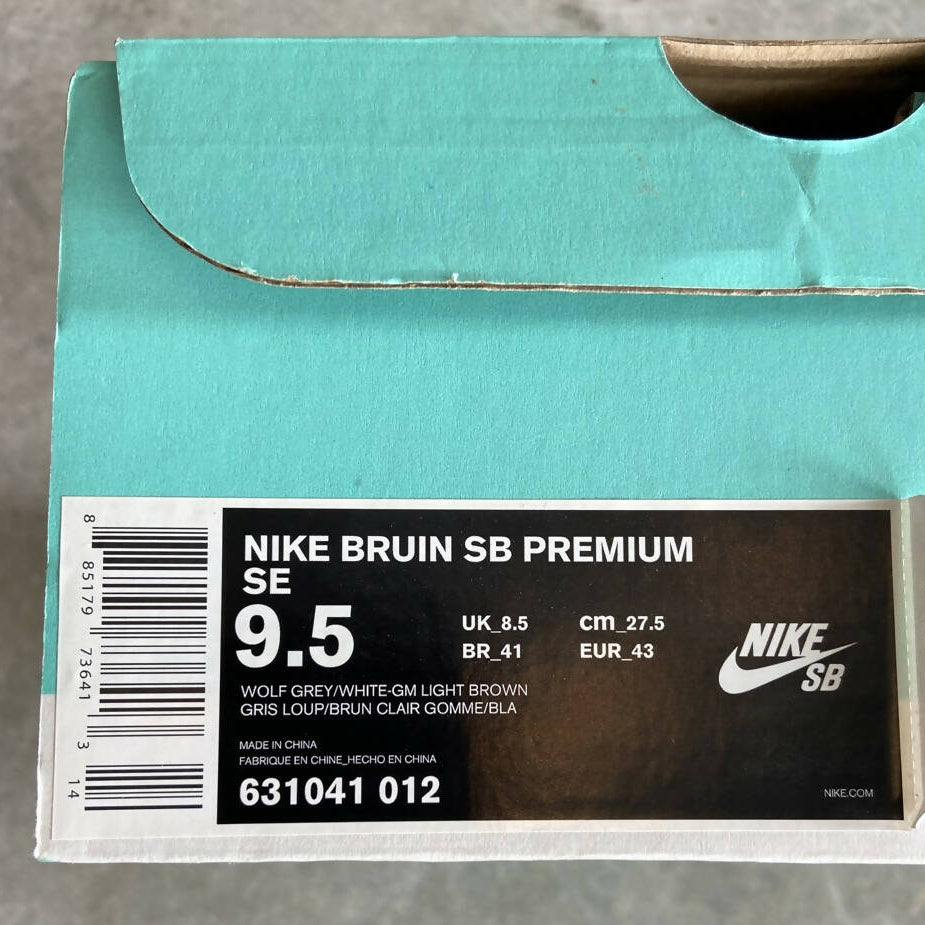 NIKE BRUIN SB PREMIUM
SE
9.5
UK_8.5 cm_27.5
BR_41 EUR_43
WOLF GREY/WHITE-GM LIGHT BROWN
GRIS LOUP/BRUN CLAIR GOMME/BLA
MADE IN CHINA
FABRIQUE EN CHINE_HECHO EN CHINA
631041 012
NIKE
SB
NIKE.COM
8 85179 73641 3 14